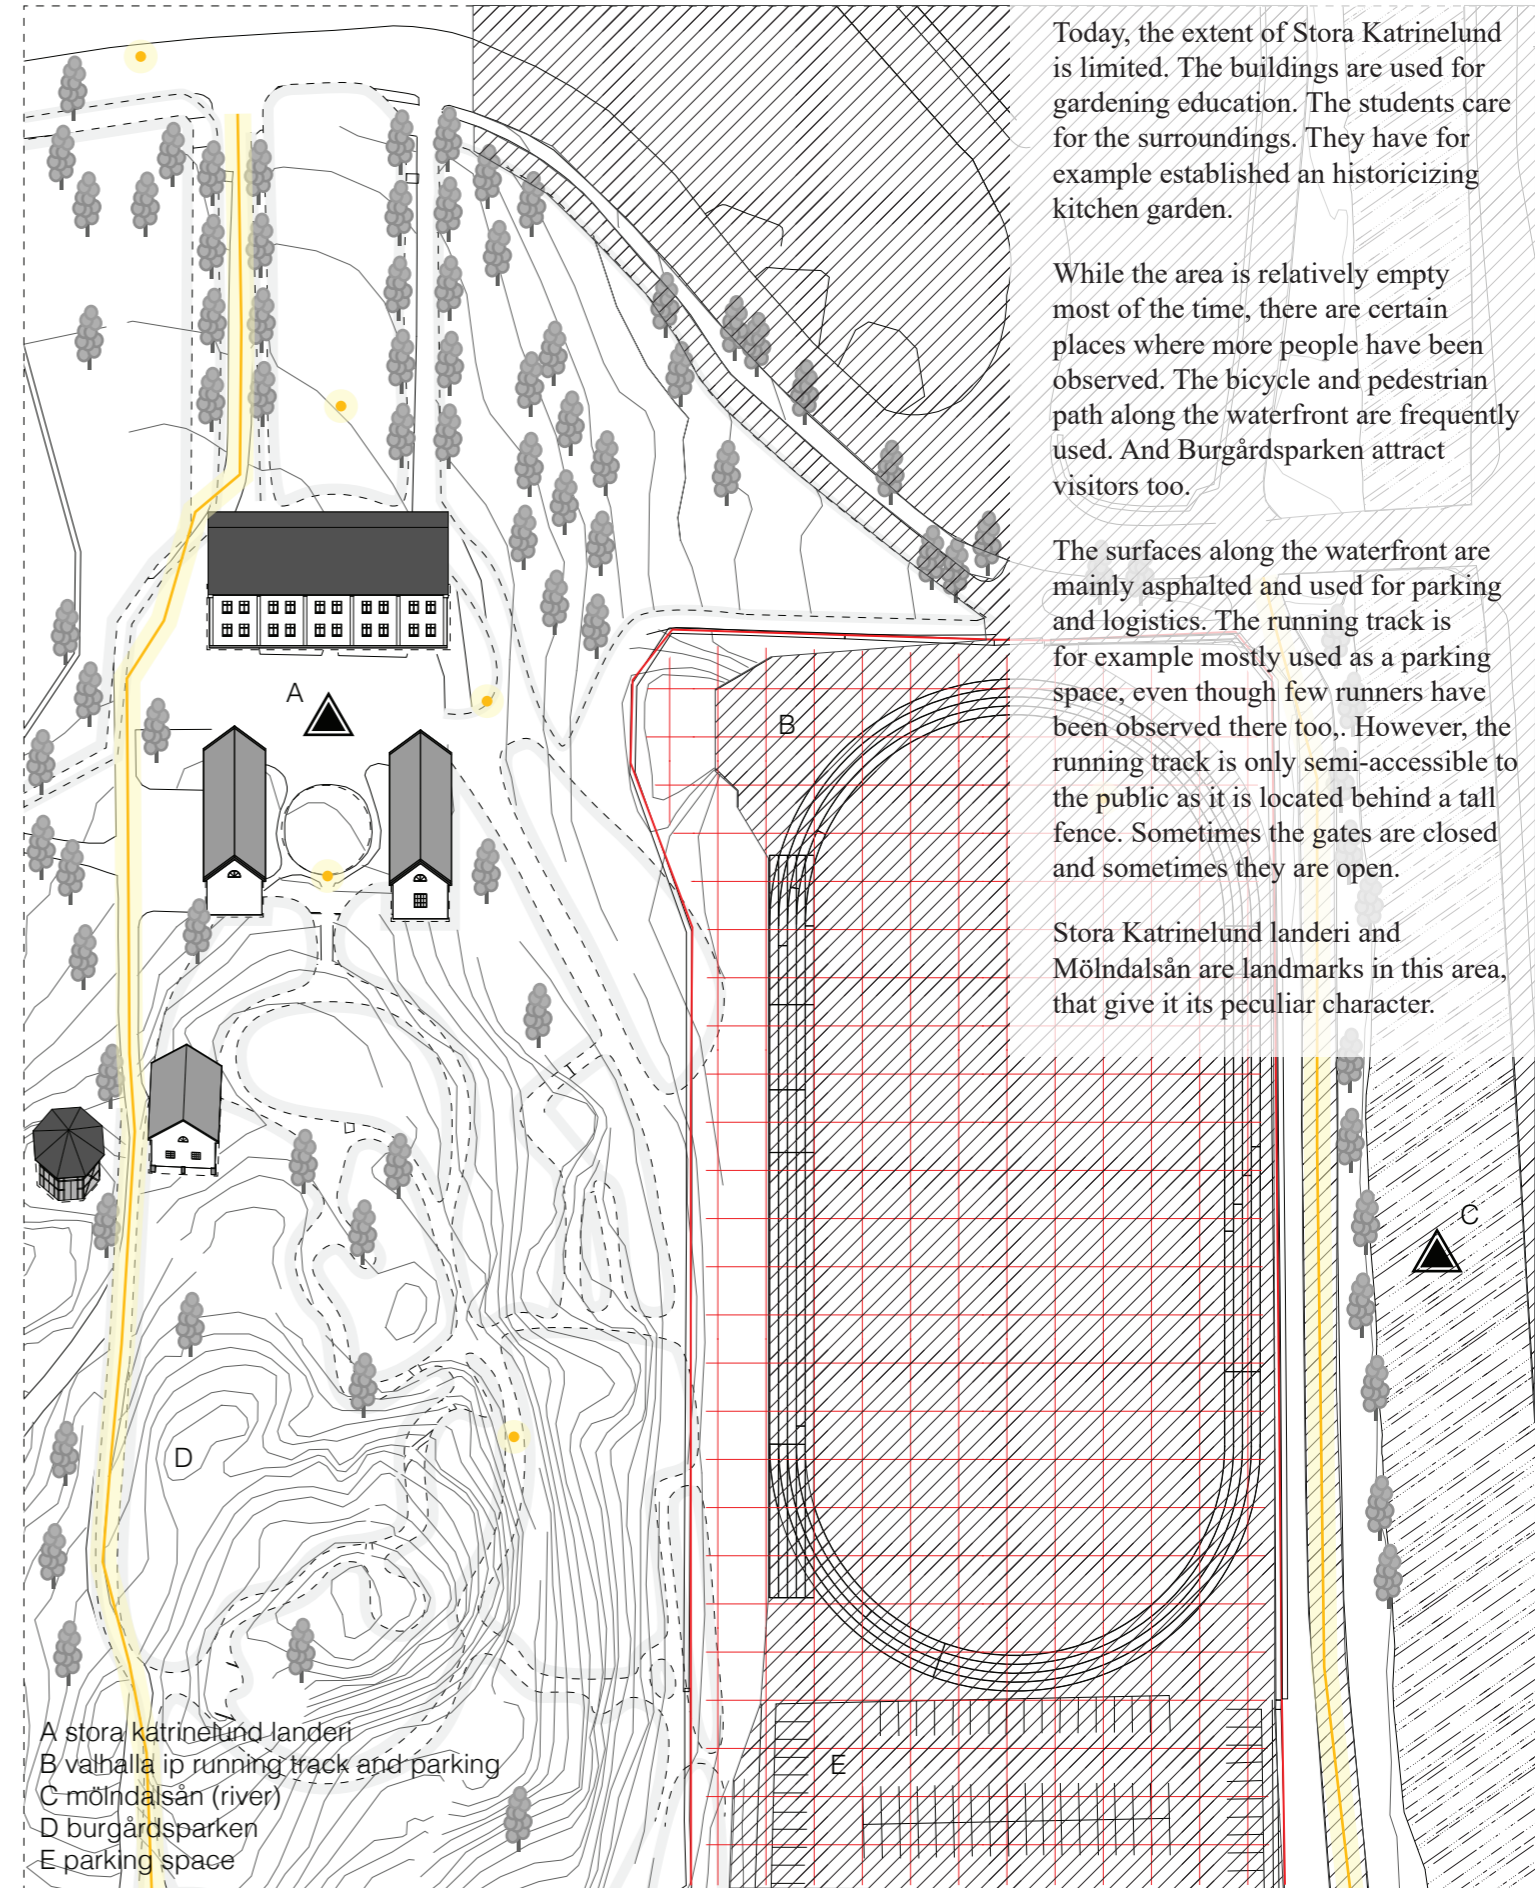 Today, the extent of Stora Katrinelund
is limited. The buildings are used for
gardening education. The students care
for the surroundings. They have for
example established an historicizing
kitchen garden.
While the area is relatively empty
most of the time, there are certain
places where more people have been
observed. The bicycle and pedestrian
path along the waterfront are frequently
used. And Burgårdsparken attract
visitors too.
The surfaces along the waterfront are
mainly asphalted and used for parking
and logistics. The running track is
for example mostly used as a parking
space, even though few runners have
been observed there too,. However, the
running track is only semi-accessible to
the public as it is located behind a tall
fence. Sometimes the gates are closed
and sometimes they are open.
Stora Katrinelund landeri and
Mölndalsån are landmarks in this area,
that give it its peculiar character.
A
B
C
D
E
A stora katrinelund landeri
B valhalla ip running track and parking
C mölndalsån (river)
D burgårdsparken
E parking space